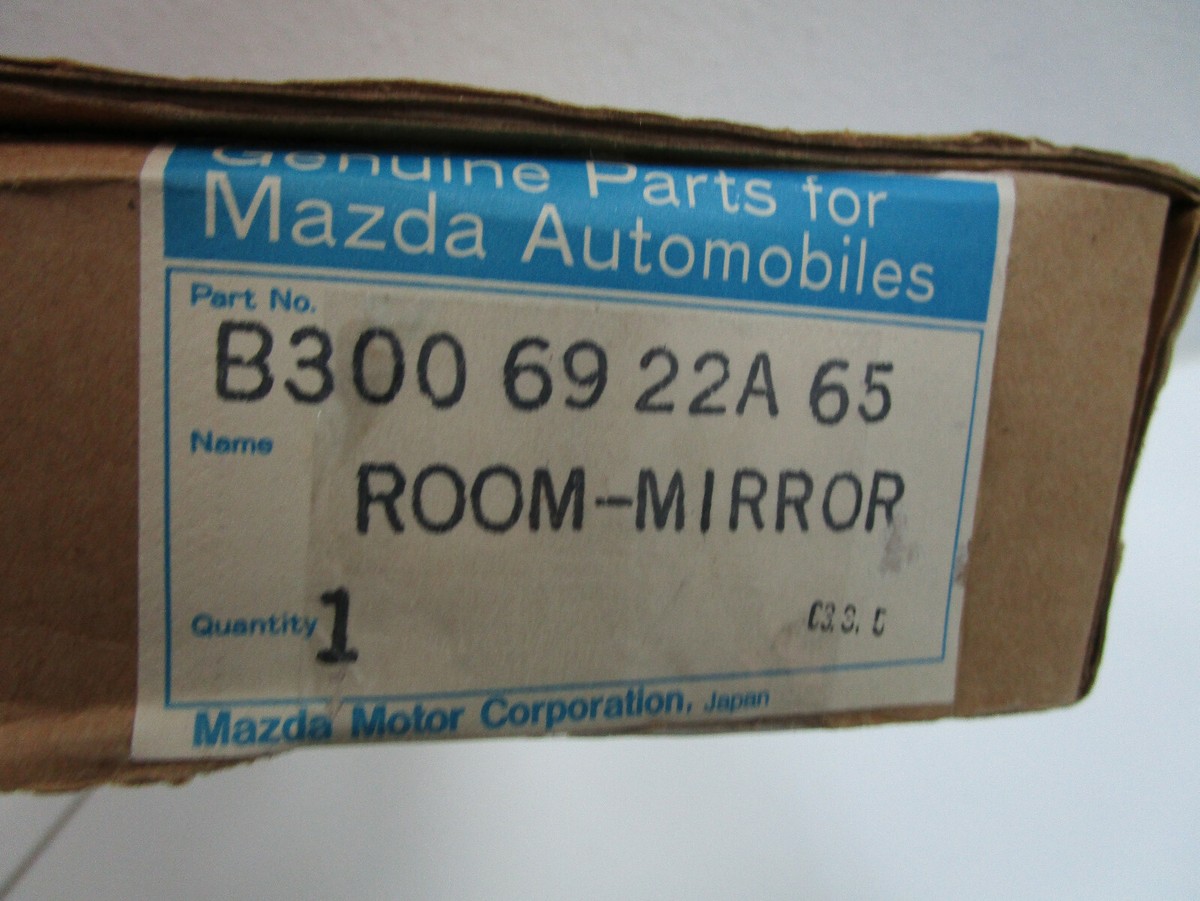 Genuine Parts for
Mazda Automobiles
Part No.
B300 69 22A 65
Name
ROOM-MIRROR
Quantity 1
Mazda Motor Corporation, Japan